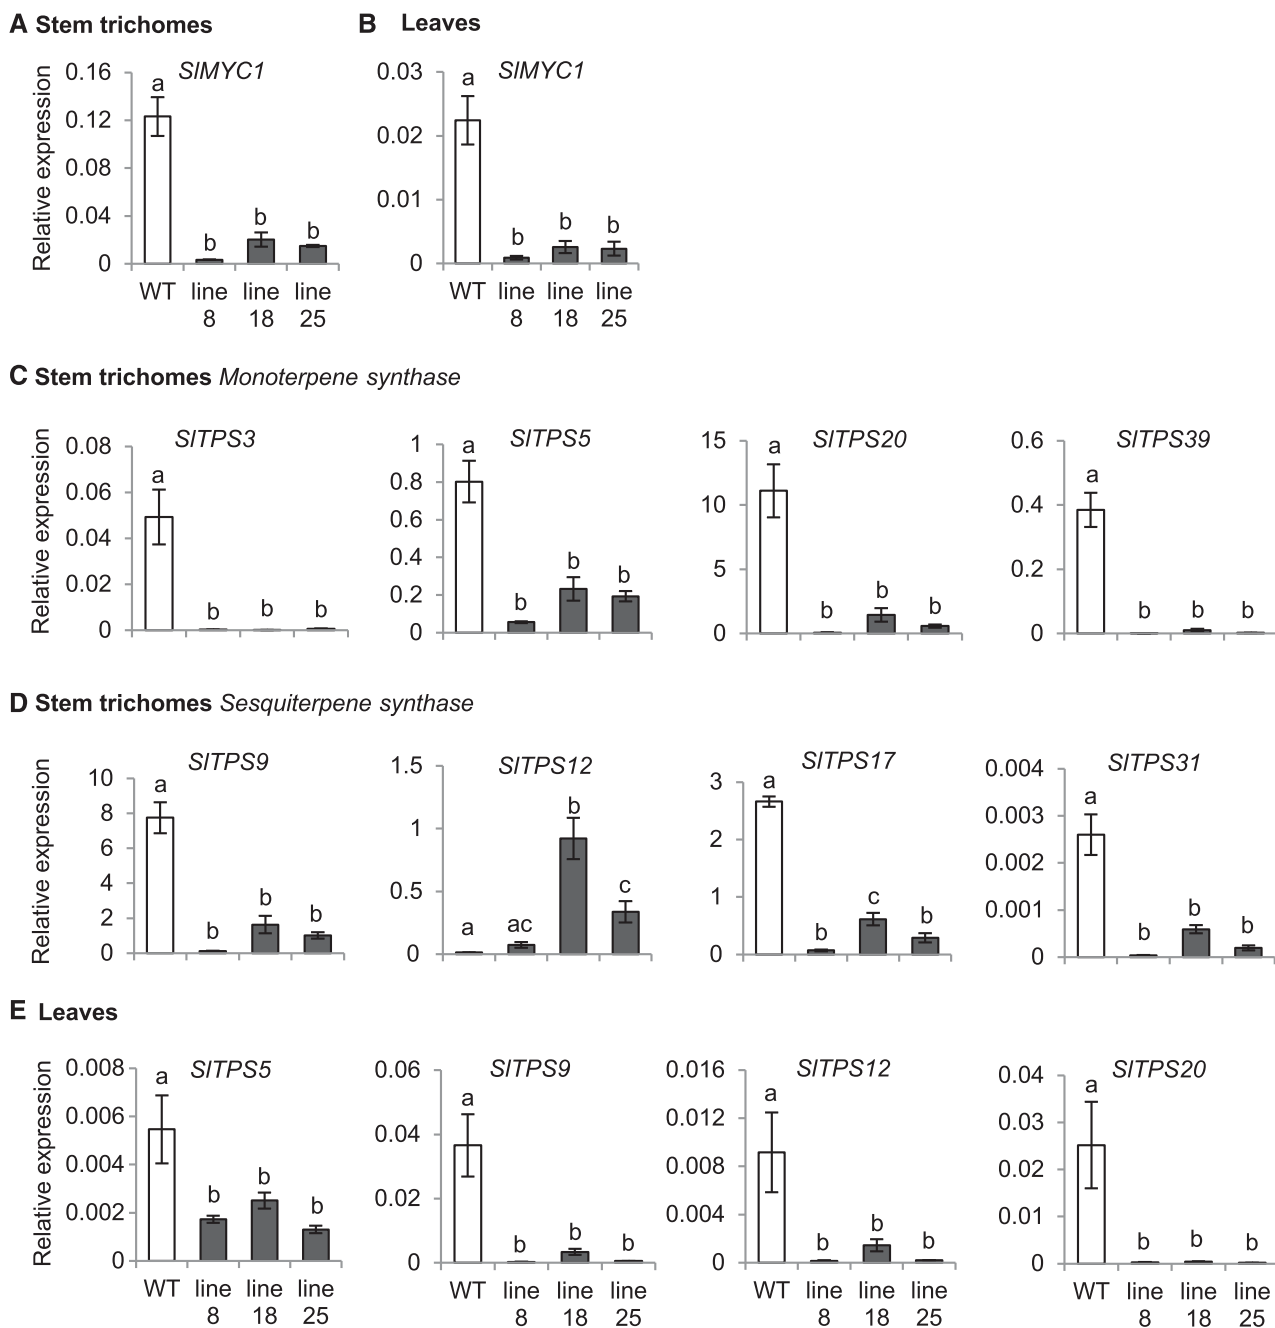 A Stem trichomes
B Leaves
SlMYC1
SlMYC1
Relative expression
0.16
0.12
0.08
0.04
0
a
b
b
b
WT
line 8
line 18
line 25
0.03
0.02
0.01
0
a
b
b
b
WT
line 8
line 18
line 25
C Stem trichomes Monoterpene synthase
SlTPS3
Relative expression
0.08
0.06
0.04
0.02
0
a
b
b
b
SlTPS5
1
0.8
0.6
0.4
0.2
0
a
b
b
b
SlTPS20
15
10
5
0
a
b
b
b
SlTPS39
0.6
0.4
0.2
0
a
b
b
b
D Stem trichomes Sesquiterpene synthase
SlTPS9
Relative expression
10
8
6
4
2
0
a
b
b
b
SlTPS12
1.5
1
0.5
0
a
ac
b
c
SlTPS17
3
2
1
0
a
b
c
b
SlTPS31
0.004
0.003
0.002
0.001
0
a
b
b
b
E Leaves
SlTPS5
Relative expression
0.008
0.006
0.004
0.002
0
a
b
b
b
WT
line 8
line 18
line 25
SlTPS9
0.06
0.04
0.02
0
a
b
b
b
WT
line 8
line 18
line 25
SlTPS12
0.016
0.012
0.008
0.004
0
a
b
b
b
WT
line 8
line 18
line 25
SlTPS20
0.04
0.03
0.02
0.01
0
a
b
b
b
WT
line 8
line 18
line 25